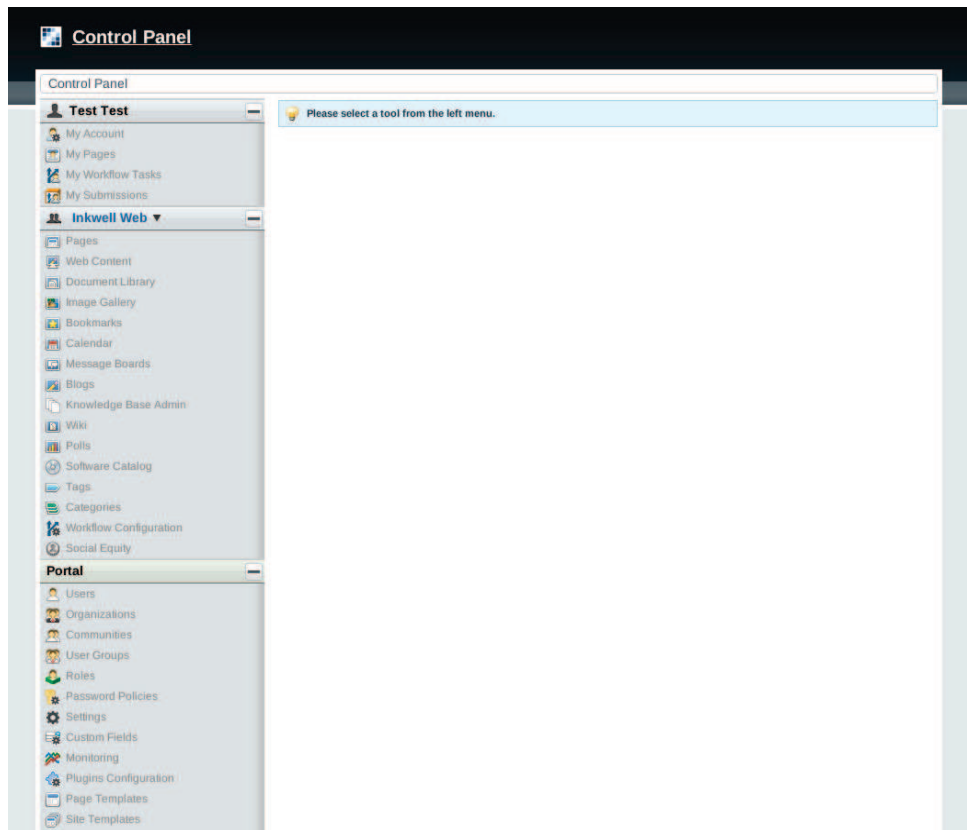 Control Panel
Control Panel
Test Test
Please select a tool from the left menu.
My Account
My Pages
My Workflow Tasks
My Submissions
Inkwell Web ▼
Pages
Web Content
Document Library
Image Gallery
Bookmarks
Calendar
Message Boards
Blogs
Knowledge Base Admin
Wiki
Polls
Software Catalog
Tags
Categories
Workflow Configuration
Social Equity
Portal
Users
Organizations
Communities
User Groups
Roles
Password Policies
Settings
Custom Fields
Monitoring
Plugins Configuration
Page Templates
Site Templates